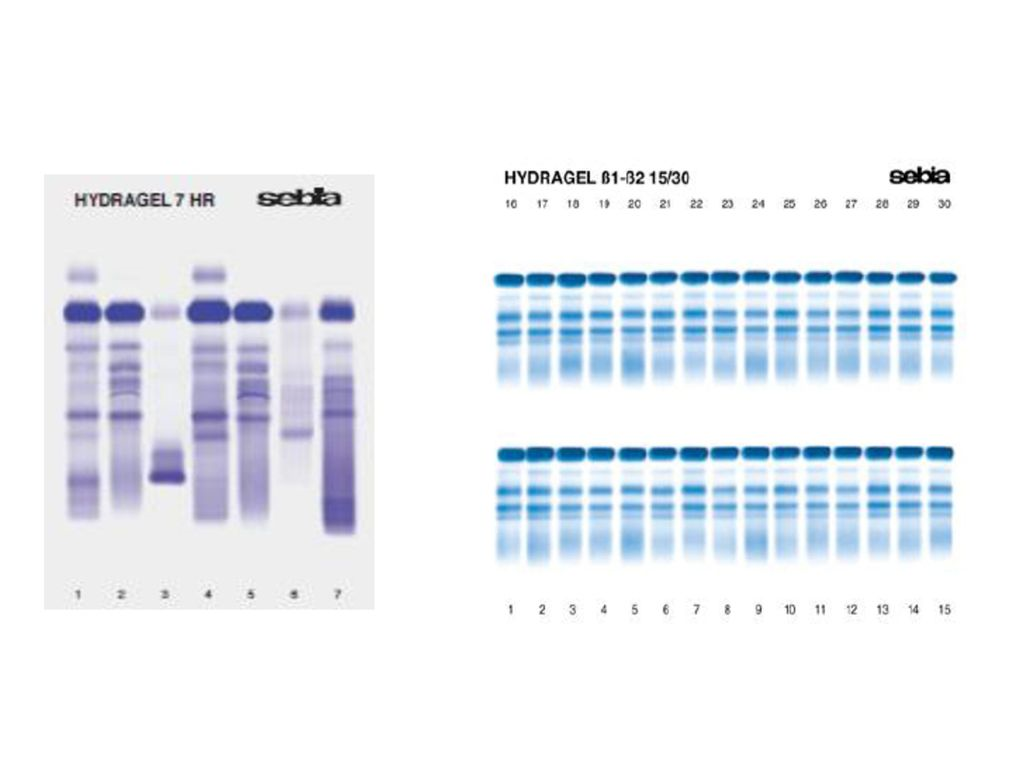 HYDRAGEL 7 HR sebia
1 2 3 4 5 6 7
HYDRAGEL ß1-ß2 15/30 sebia
16 17 18 19 20 21 22 23 24 25 26 27 28 29 30
1 2 3 4 5 6 7 8 9 10 11 12 13 14 15